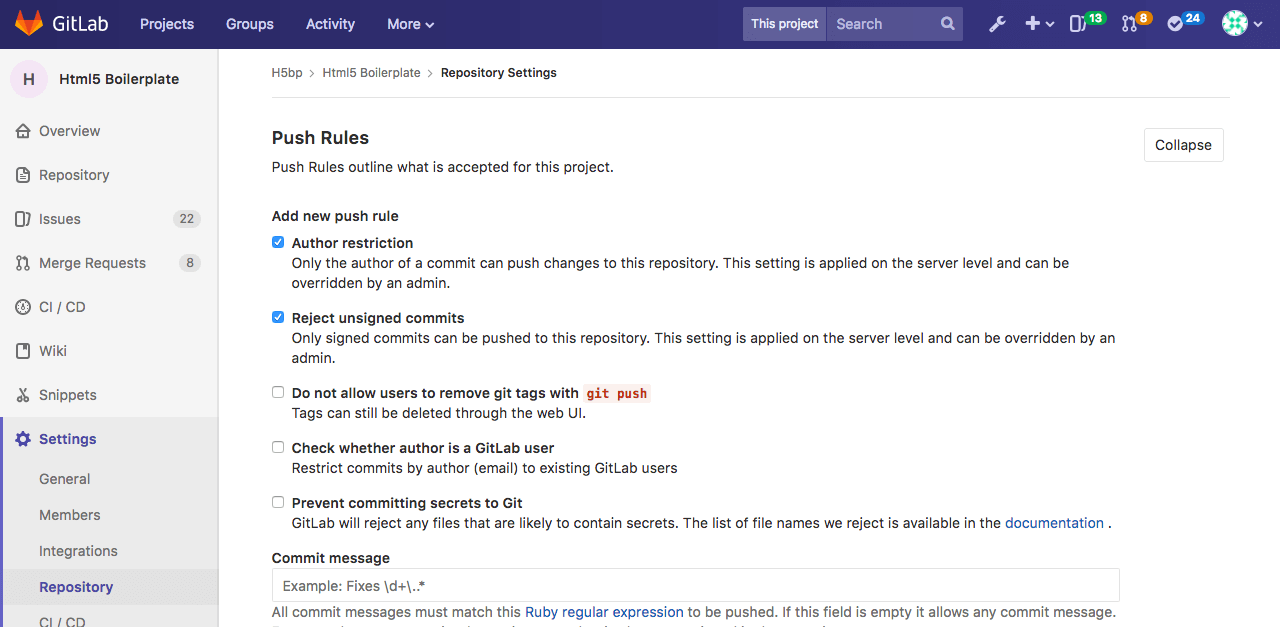 GitLab Projects Groups Activity More This project Search 13 8 24
H Html5 Boilerplate
Overview
Repository
Issues 22
Merge Requests 8
CI / CD
Wiki
Snippets
Settings
General
Members
Integrations
Repository
CI / CD
H5bp > Html5 Boilerplate > Repository Settings
Push Rules
Collapse
Push Rules outline what is accepted for this project.
Add new push rule
Author restriction
Only the author of a commit can push changes to this repository. This setting is applied on the server level and can be
overridden by an admin.
Reject unsigned commits
Only signed commits can be pushed to this repository. This setting is applied on the server level and can be overridden by an
admin.
Do not allow users to remove git tags with git push
Tags can still be deleted through the web UI.
Check whether author is a GitLab user
Restrict commits by author (email) to existing GitLab users
Prevent committing secrets to Git
GitLab will reject any files that are likely to contain secrets. The list of file names we reject is available in the documentation .
Commit message
Example: Fixes \d+\..*
All commit messages must match this Ruby regular expression to be pushed. If this field is empty it allows any commit message.